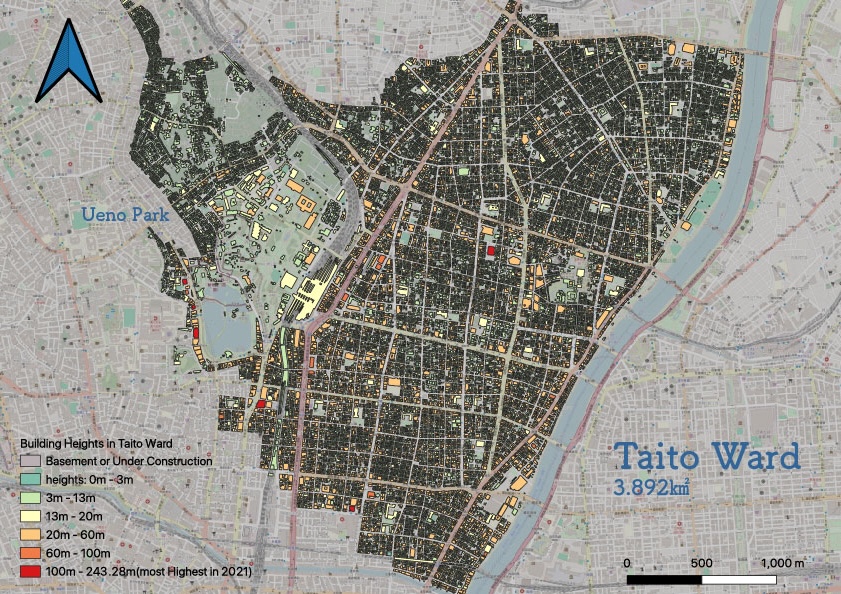 Ueno Park
Building Heights in Taito Ward
Basement or Under Construction
heights: 0m - 3m
3m - 13m
13m - 20m
20m - 60m
60m - 100m
100m - 243.28m(most Highest in 2021)
Taito Ward
3.892㎢
0 500 1,000 m